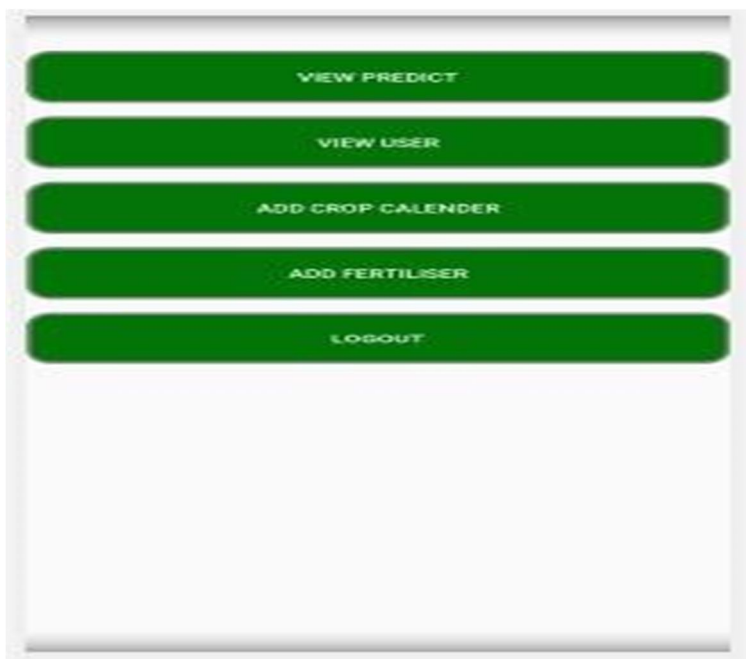 VIEW PREDICT
VIEW USER
ADD CROP CALENDER
ADD FERTILISER
LOGOUT